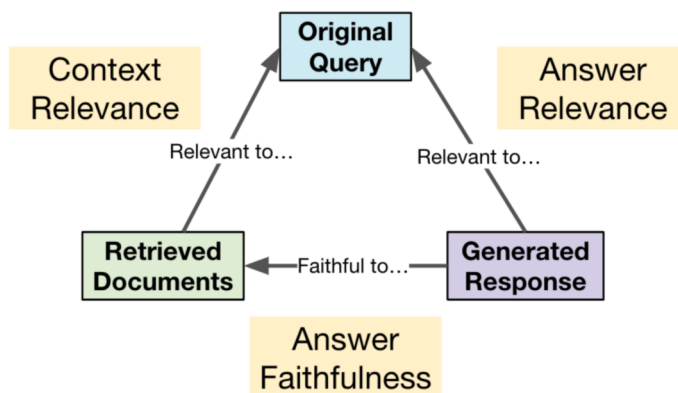 Original
Query
Context
Relevance
Answer
Relevance
Relevant to…
Relevant to…
Retrieved
Documents
Faithful to…
Generated
Response
Answer
Faithfulness